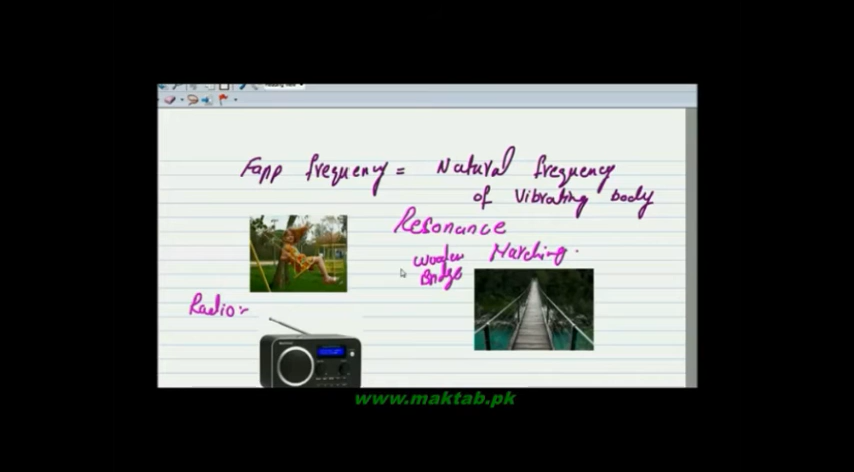 Fapp frequency = Natural frequency
of Vibrating body
Resonance
Wooden Marching.
Bridge
Radio:-
www.maktab.pk